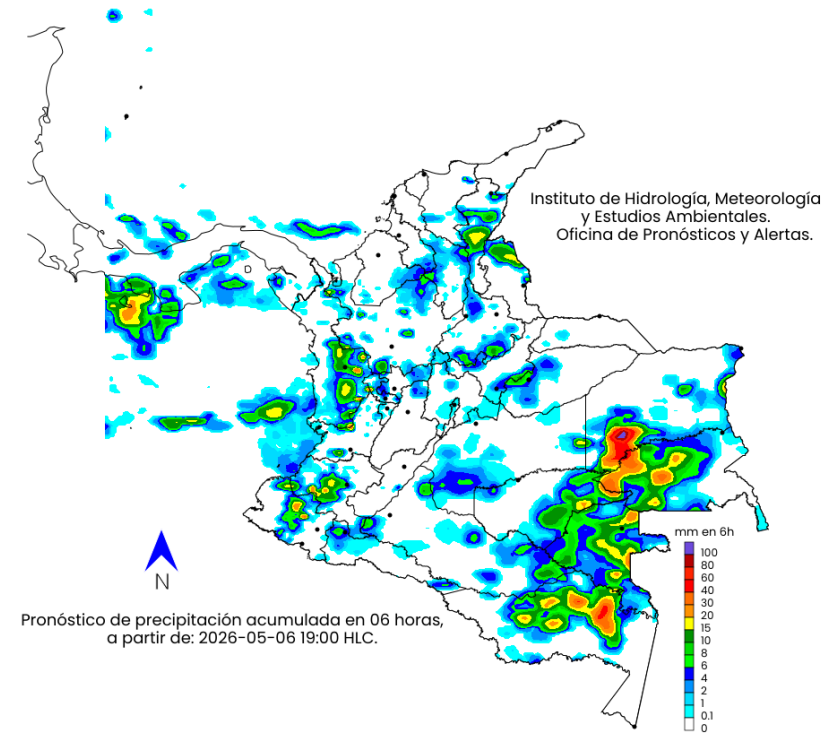 Instituto de Hidrología, Meteorología
y Estudios Ambientales.
Oficina de Pronósticos y Alertas.
D
mm en 6h
100
80
60
40
30
20
15
10
8
6
4
2
1
0.1
0
N
Pronóstico de precipitación acumulada en 06 horas,
a partir de: 2026-05-06 19:00 HLC.